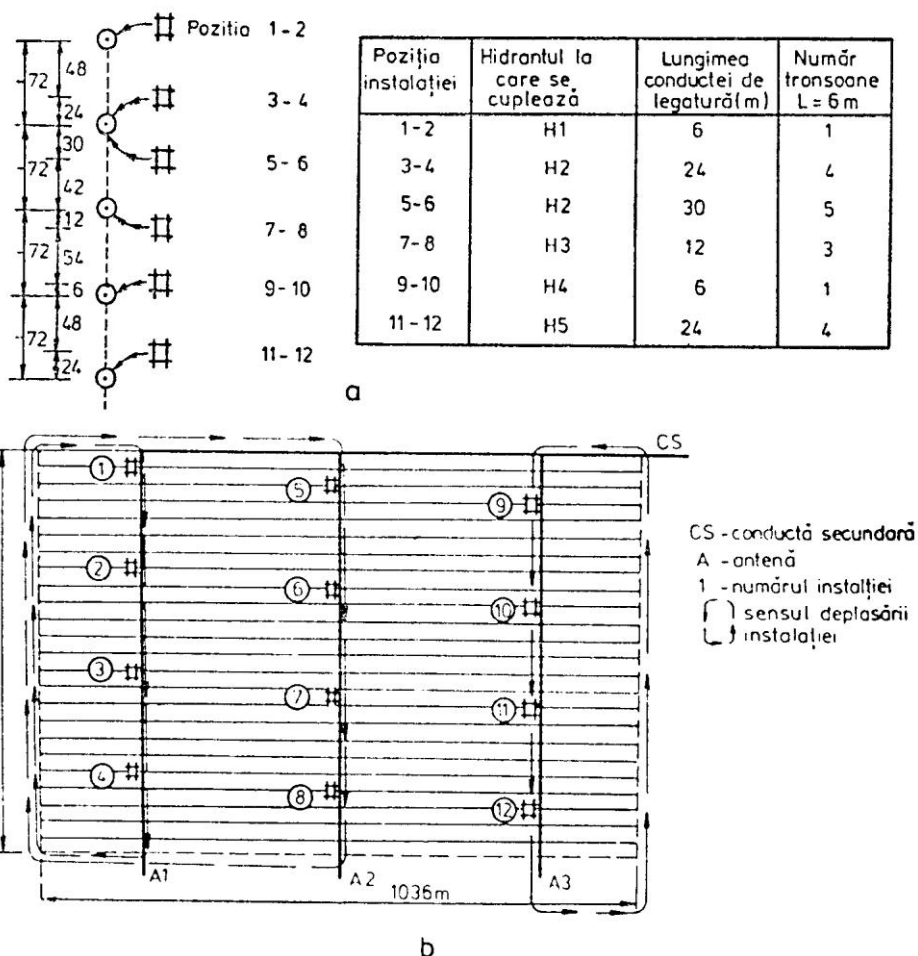 Pozitia 1-2
3-4
5-6
7-8
9-10
11-12
72
48
24
72
30
42
72
12
54
6
72
48
24
Poziția instalației
Hidrantul la care se cuplează
Lungimea conductei de legatură(m)
Număr tronsoane L = 6 m
1-2 H1 6 1
3-4 H2 24 4
5-6 H2 30 5
7-8 H3 12 3
9-10 H4 6 1
11-12 H5 24 4
a
CS
1
5
9
2
6
10
3
7
11
4
8
12
A1
A2
A3
1036m
CS - conductă secundară
A - antenă
1 - numărul instalției
sensul deplasării
instalației
b